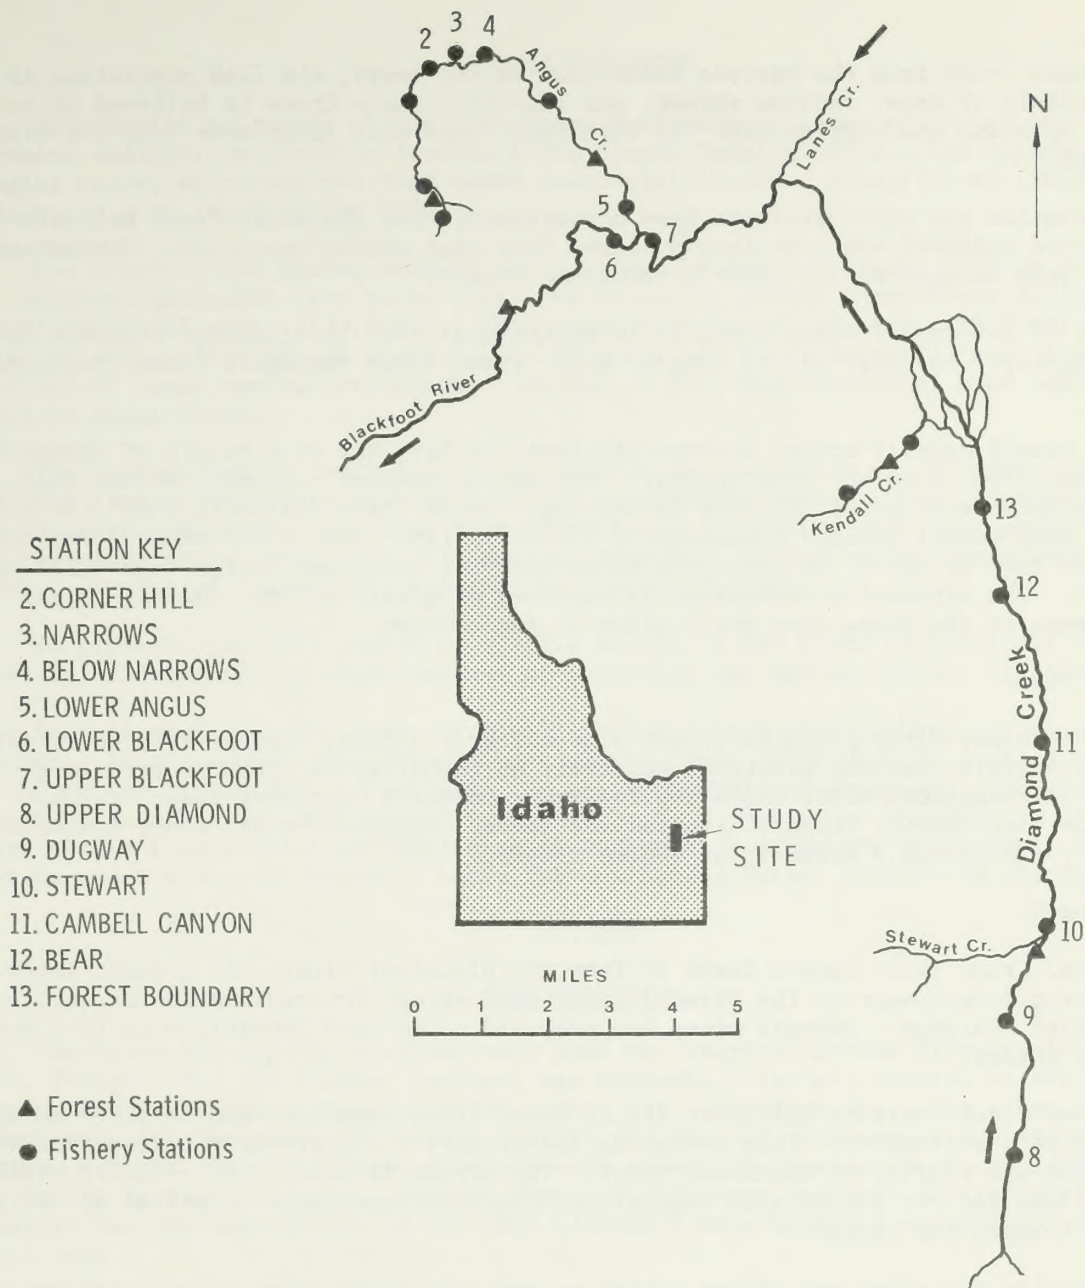 2
3
4
Angus Cr.
Lanes Cr.
N
5
7
6
Blackfoot River
Kendall Cr.
13
12
Diamond Creek
11
10
Stewart Cr.
9
8
STATION KEY
2. CORNER HILL
3. NARROWS
4. BELOW NARROWS
5. LOWER ANGUS
6. LOWER BLACKFOOT
7. UPPER BLACKFOOT
8. UPPER DIAMOND
9. DUGWAY
10. STEWART
11. CAMBELL CANYON
12. BEAR
13. FOREST BOUNDARY
▲ Forest Stations
● Fishery Stations
Idaho
STUDY
SITE
MILES
0 1 2 3 4 5